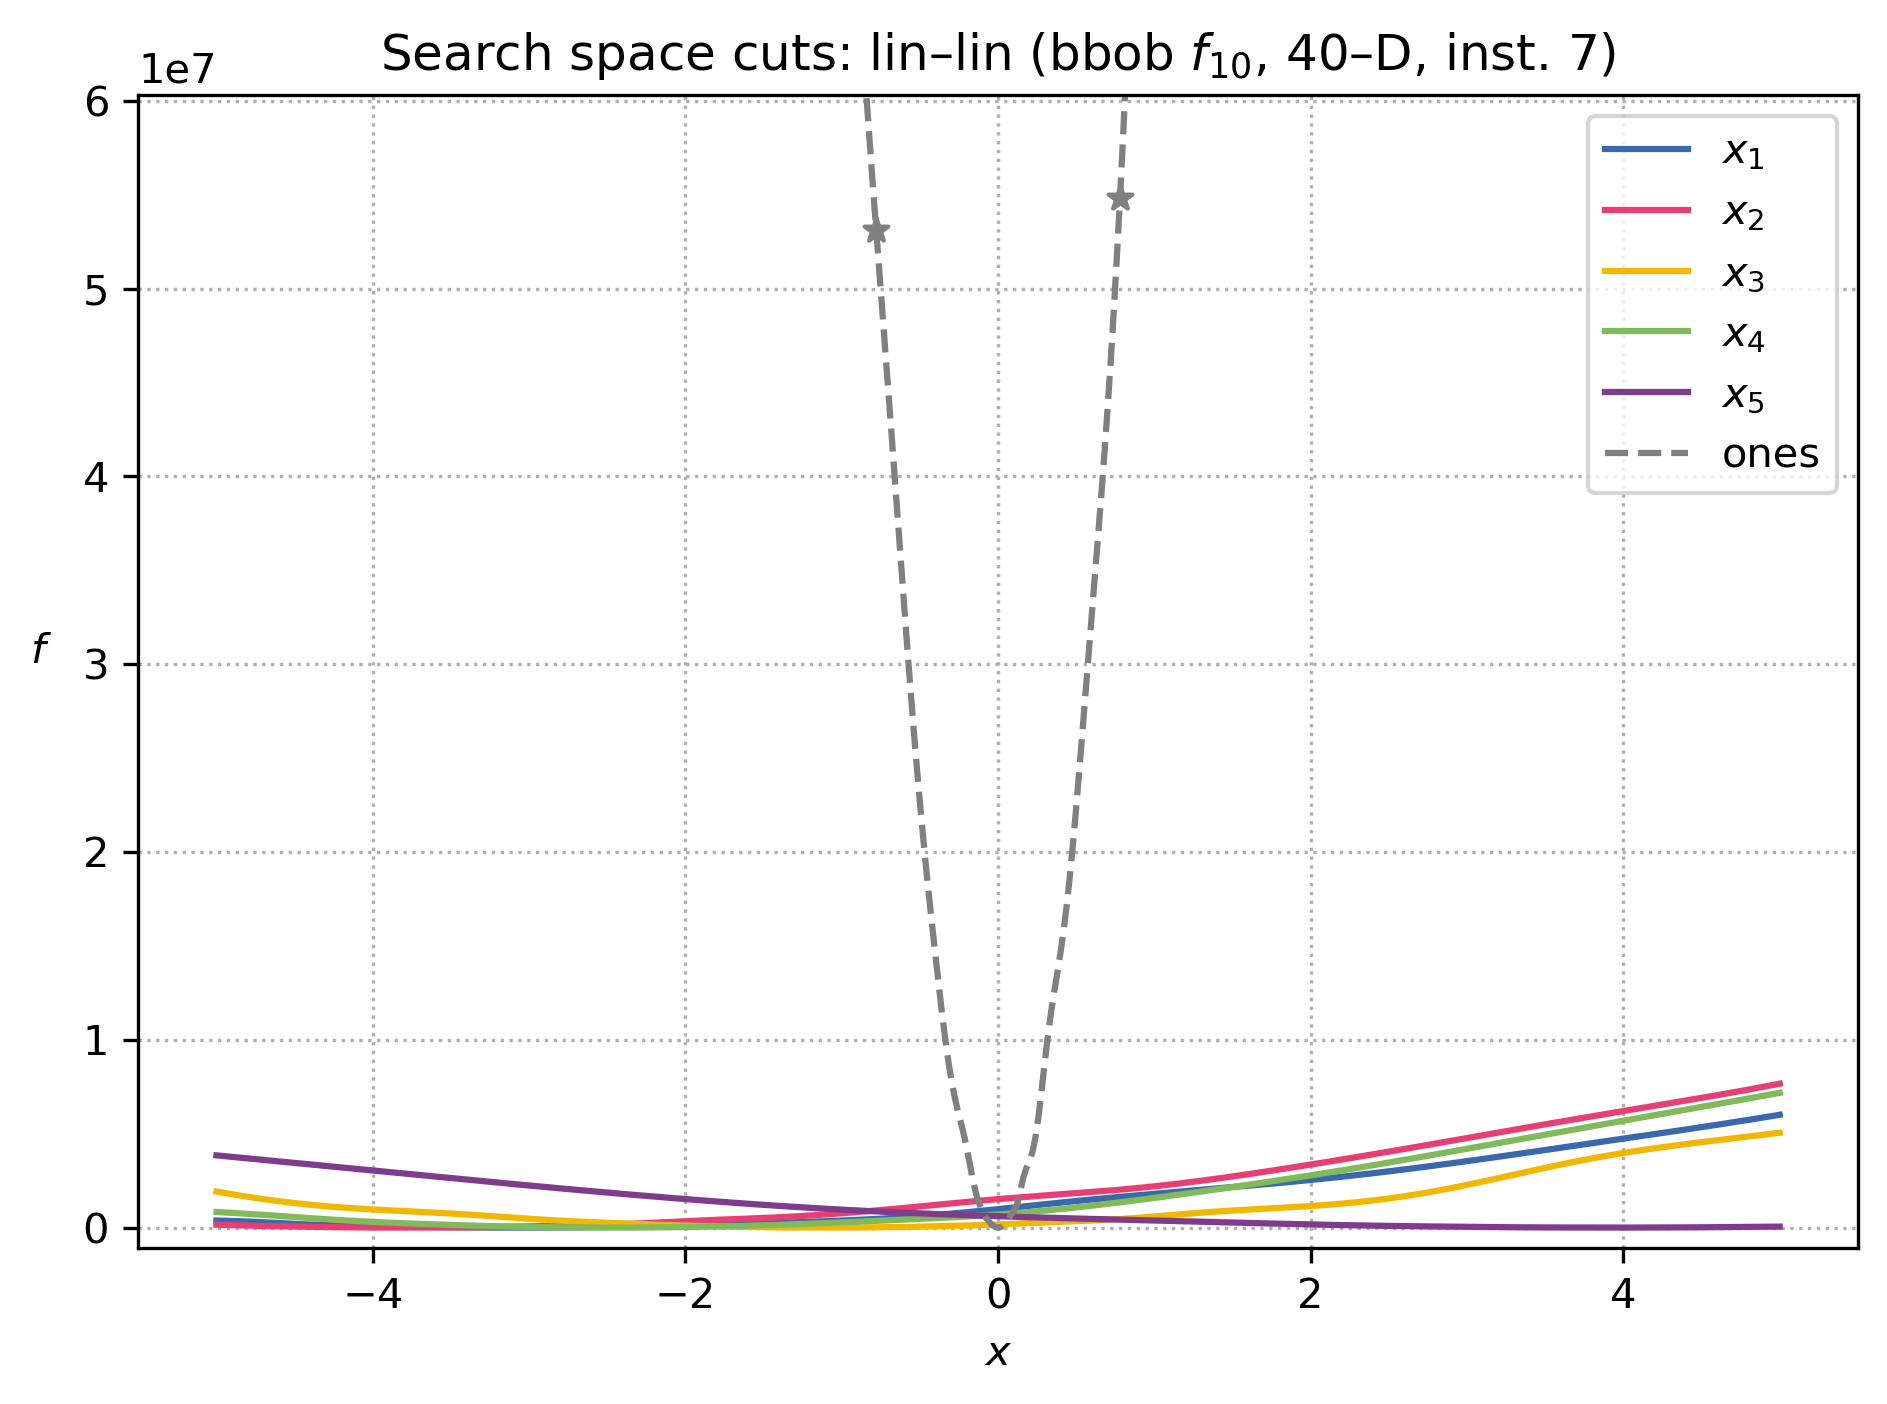 Search space cuts: lin–lin (bbob f10, 40–D, inst. 7)
1e7
6
5
4
3
2
1
0
f
−4
−2
0
2
4
x
x1
x2
x3
x4
x5
ones